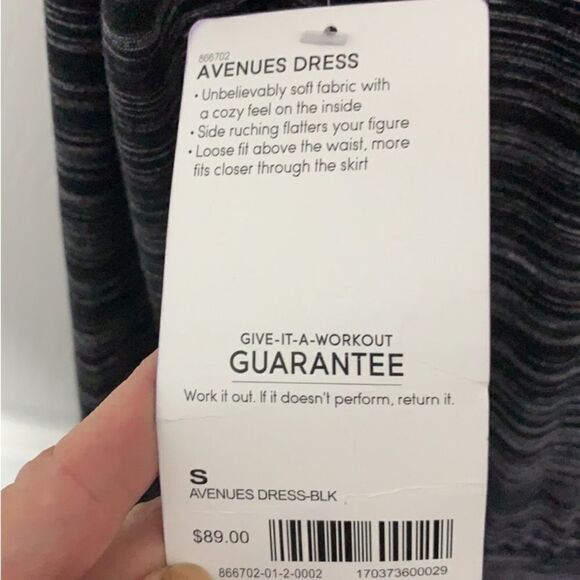 866702
AVENUES DRESS
• Unbelievably soft fabric with
a cozy feel on the inside
• Side ruching flatters your figure
• Loose fit above the waist, more
fits closer through the skirt
GIVE-IT-A-WORKOUT
GUARANTEE
Work it out. If it doesn't perform, return it.
S
AVENUES DRESS-BLK
$89.00
866702-01-2-0002 170373600029